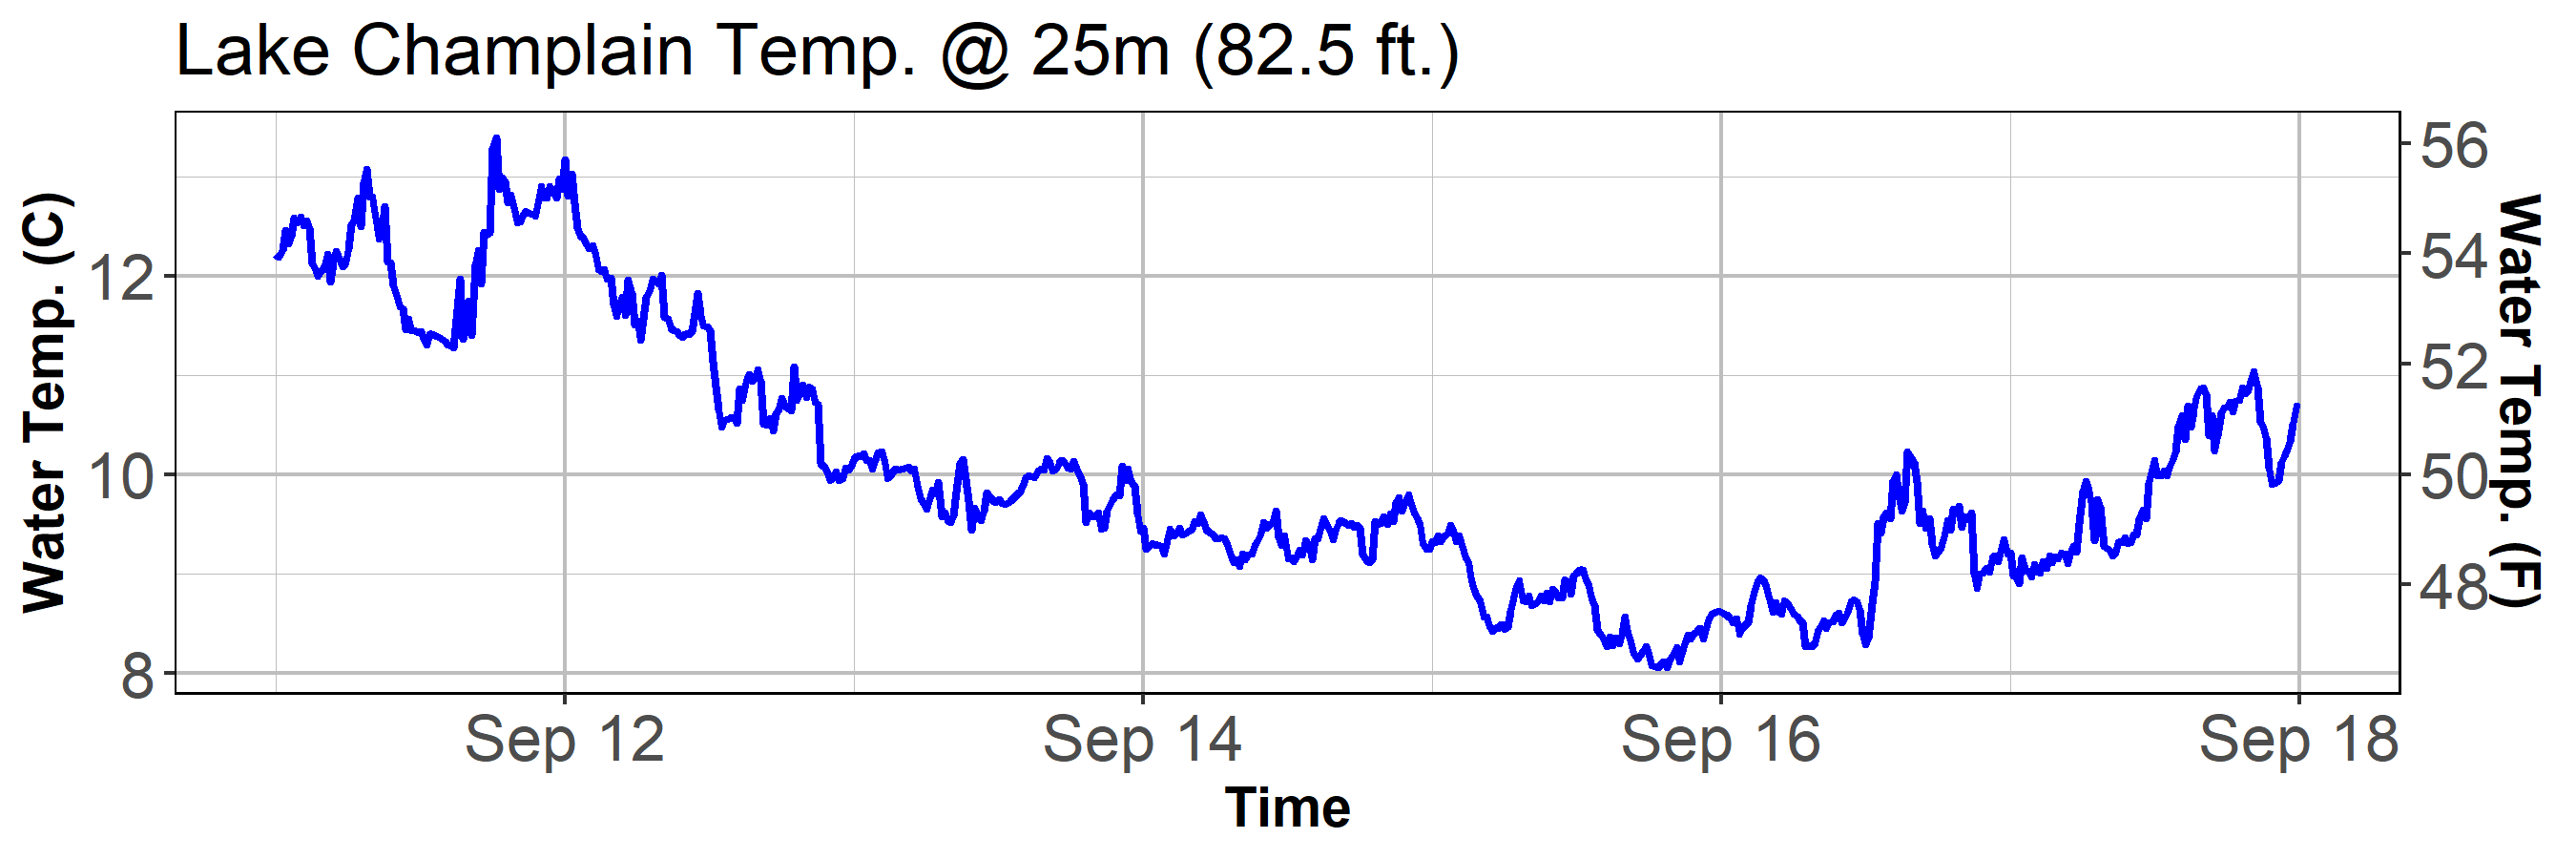 Lake Champlain Temp. @ 25m (82.5 ft.)
Water Temp. (C)
12
10
8
56
54
52
50
48
Water Temp. (F)
Sep 12 Sep 14 Sep 16 Sep 18
Time